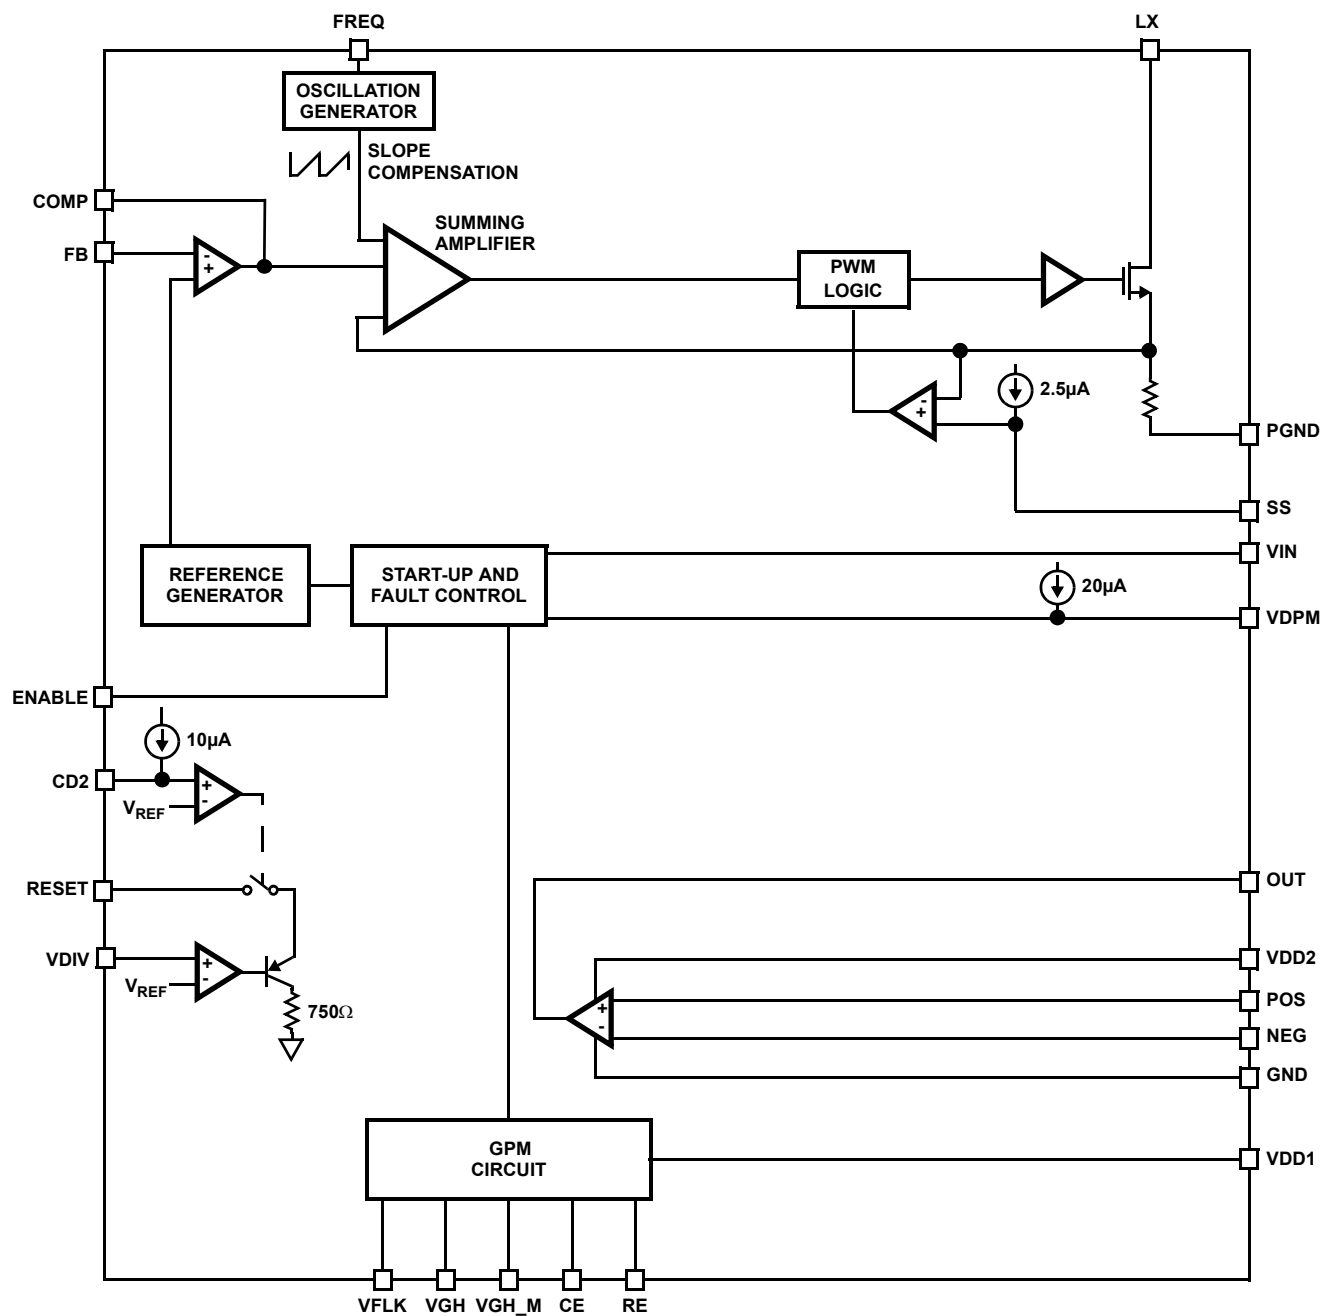 FREQ
LX
OSCILLATION
GENERATOR
SLOPE
COMPENSATION
COMP
SUMMING
AMPLIFIER
FB
-
+
PWM
LOGIC
2.5µA
-
+
PGND
SS
VIN
REFERENCE
GENERATOR
START-UP AND
FAULT CONTROL
20µA
VDPM
ENABLE
10µA
CD2
+
-
VREF
RESET
OUT
VDIV
+
-
VREF
750Ω
VDD2
POS
+
-
NEG
GND
GPM
CIRCUIT
VDD1
VFLK
VGH
VGH_M
CE
RE